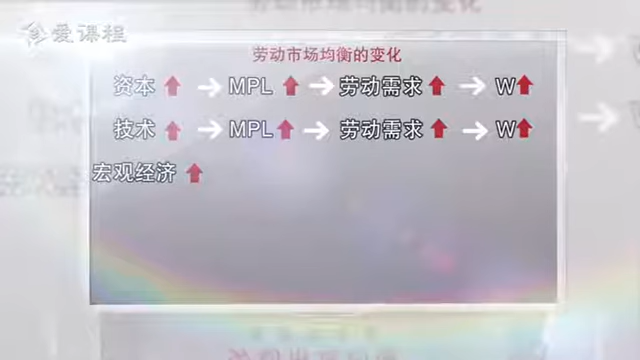 爱课程
劳动市场均衡的变化
资本 ↑ → MPL ↑ → 劳动需求 ↑ → W ↑
技术 ↑ → MPL ↑ → 劳动需求 ↑ → W ↑
宏观经济 ↑